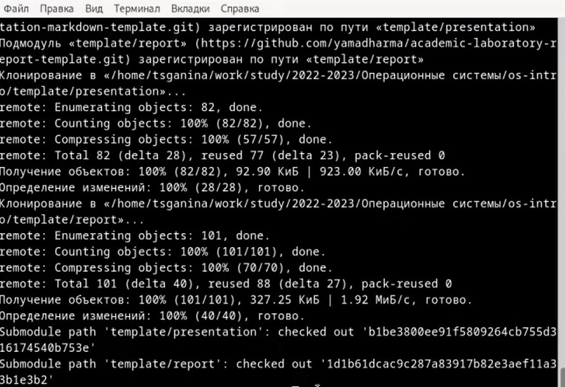 Файл Правка Вид Терминал Вкладки Справка
tation-markdown-template.git) зарегистрирован по пути «template/presentation»
Подмодуль «template/report» (https://github.com/yamadharma/academic-laboratory-r
eport-template.git) зарегистрирован по пути «template/report»
Клонирование в «/home/tsganina/work/study/2022-2023/Операционные системы/os-intr
o/template/presentation»...
remote: Enumerating objects: 82, done.
remote: Counting objects: 100% (82/82), done.
remote: Compressing objects: 100% (57/57), done.
remote: Total 82 (delta 28), reused 77 (delta 23), pack-reused 0
Получение объектов: 100% (82/82), 92.90 КиБ | 923.00 КиБ/с, готово.
Определение изменений: 100% (28/28), готово.
Клонирование в «/home/tsganina/work/study/2022-2023/Операционные системы/os-intr
o/template/report»...
remote: Enumerating objects: 101, done.
remote: Counting objects: 100% (101/101), done.
remote: Compressing objects: 100% (70/70), done.
remote: Total 101 (delta 40), reused 88 (delta 27), pack-reused 0
Получение объектов: 100% (101/101), 327.25 КиБ | 1.92 МиБ/с, готово.
Определение изменений: 100% (40/40), готово.
Submodule path 'template/presentation': checked out 'b1be3800ee91f5809264cb755d3
16174540b753e'
Submodule path 'template/report': checked out '1d1b61dcac9c287a83917b82e3aef11a3
3b1e3b2'